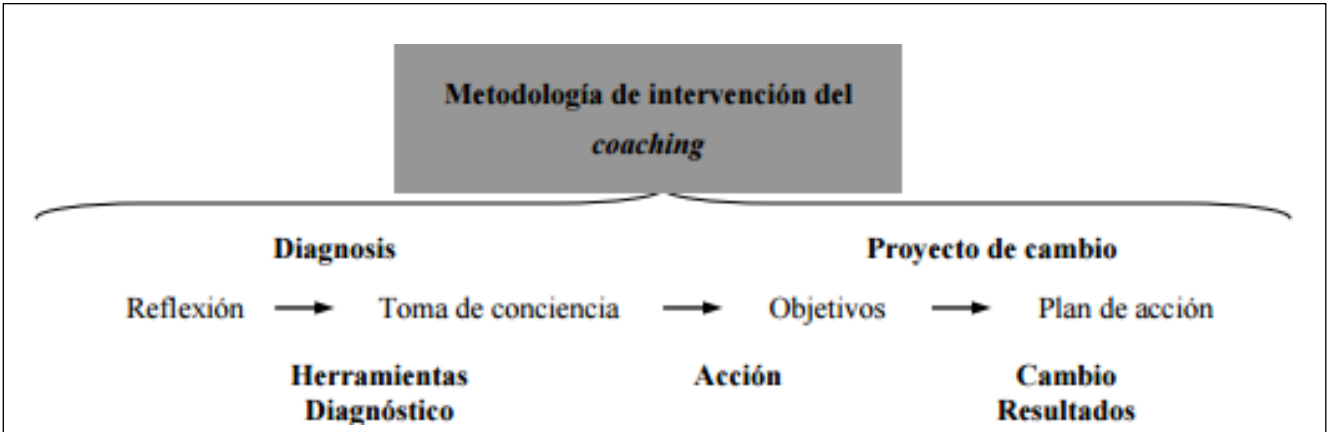 Metodología de intervención del
coaching
Diagnosis Proyecto de cambio
Reflexión Toma de conciencia Objetivos Plan de acción
Herramientas Acción Cambio
Diagnóstico Resultados